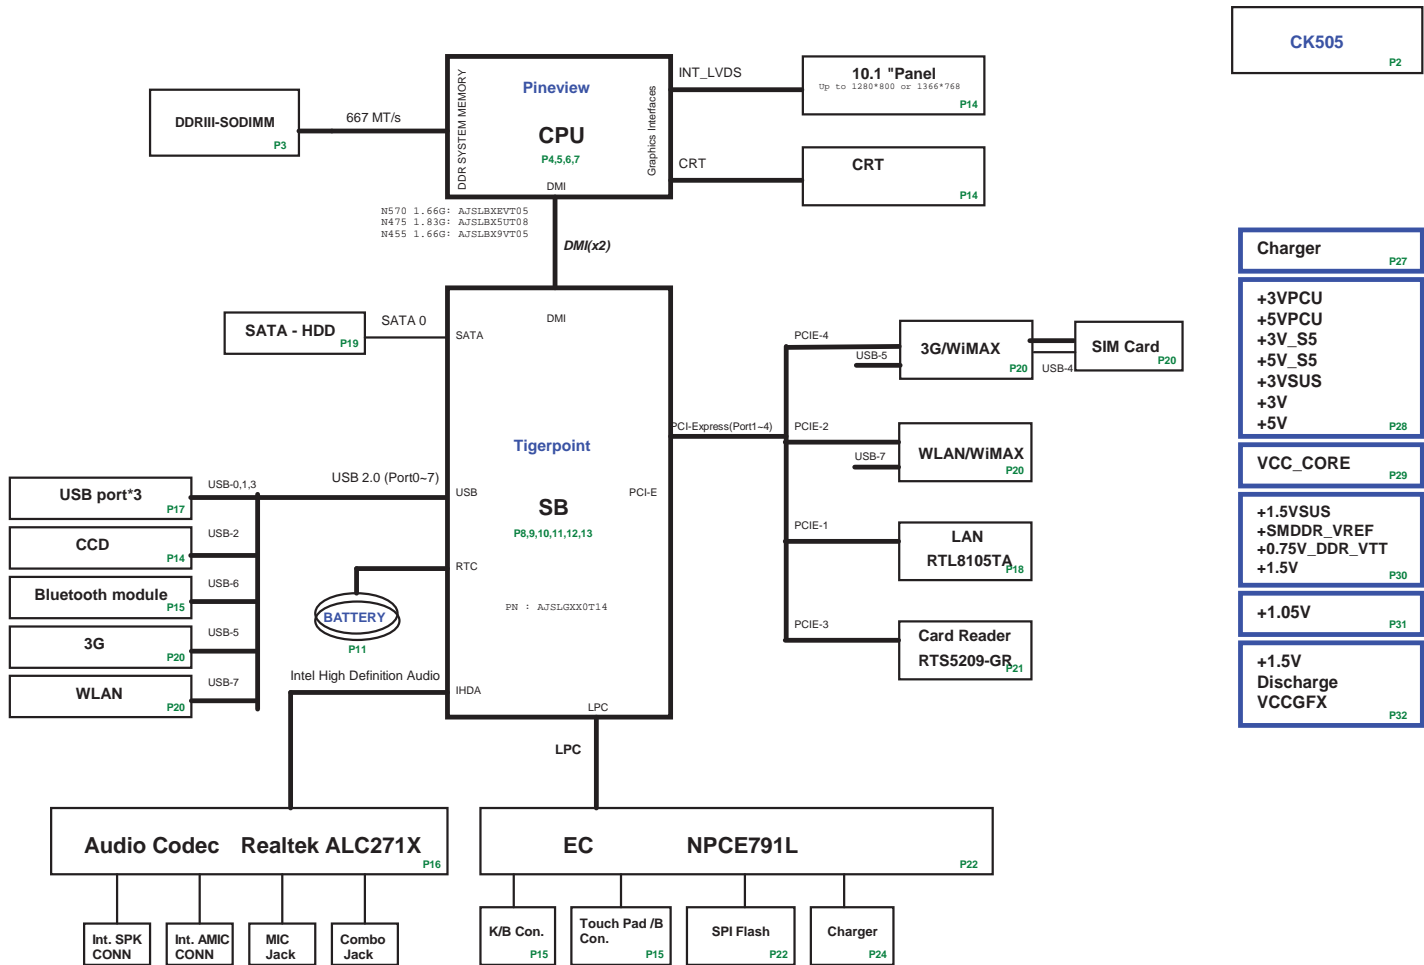 CK505
P2
DDRIII-SODIMM
P3
667 MT/s
DDR SYSTEM MEMORY
Pineview
CPU
P4,5,6,7
DMI
Graphics Interfaces
INT_LVDS
10.1 "Panel
Up to 1280*800 or 1366*768
P14
CRT
CRT
P14
N570 1.66G: AJSLBXEVT05
N475 1.83G: AJSLBX5UT08
N455 1.66G: AJSLBX9VT05
DMI(x2)
Charger
P27
+3VPCU
+5VPCU
+3V_S5
+5V_S5
+3VSUS
+3V
+5V
P28
VCC_CORE
P29
+1.5VSUS
+SMDDR_VREF
+0.75V_DDR_VTT
+1.5V
P30
+1.05V
P31
+1.5V
Discharge
VCCGFX
P32
SATA - HDD
P19
SATA 0
SATA
DMI
Tigerpoint
SB
P8,9,10,11,12,13
PN : AJSLGXX0T14
USB
RTC
IHDA
LPC
PCI-E
PCI-Express(Port1~4)
PCIE-4
USB-5
3G/WiMAX
P20
USB-4
SIM Card
P20
PCIE-2
USB-7
WLAN/WiMAX
P20
PCIE-1
LAN
RTL8105TA
P18
PCIE-3
Card Reader
RTS5209-GR
P21
USB 2.0 (Port0~7)
USB port*3
P17
USB-0,1,3
CCD
P14
USB-2
Bluetooth module
P15
USB-6
3G
P20
USB-5
WLAN
P20
USB-7
BATTERY
P11
Intel High Definition Audio
LPC
Audio Codec Realtek ALC271X
P16
Int. SPK
CONN
Int. AMIC
CONN
MIC
Jack
Combo
Jack
EC NPCE791L
P22
K/B Con.
P15
Touch Pad /B
Con.
P15
SPI Flash
P22
Charger
P24